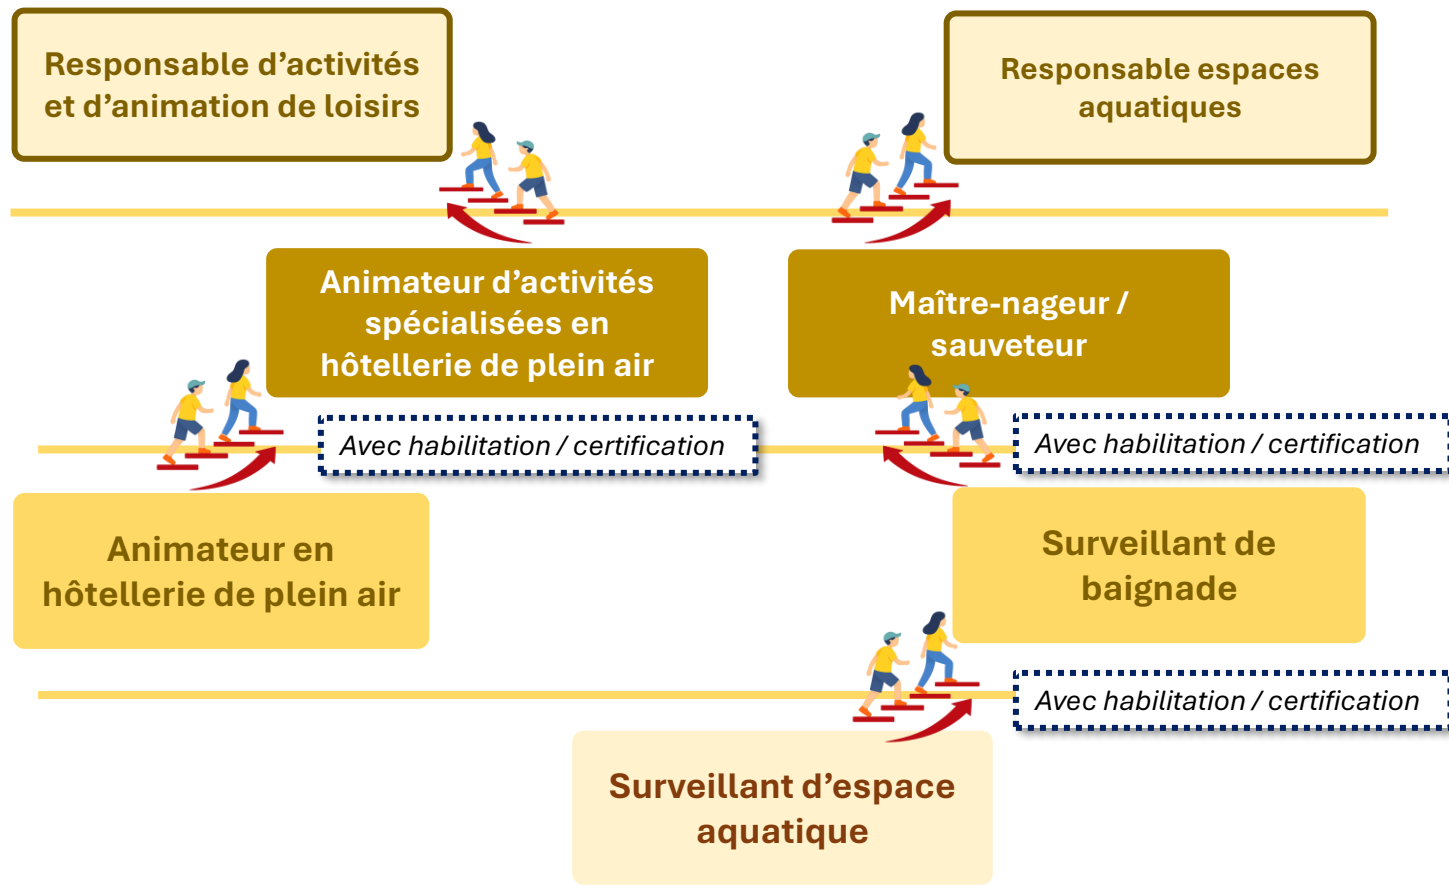 Responsable d’activités
et d’animation de loisirs
Responsable espaces
aquatiques
Animateur d’activités
spécialisées en
hôtellerie de plein air
Maître-nageur /
sauveteur
Avec habilitation / certification
Avec habilitation / certification
Animateur en
hôtellerie de plein air
Surveillant de
baignade
Avec habilitation / certification
Surveillant d’espace
aquatique